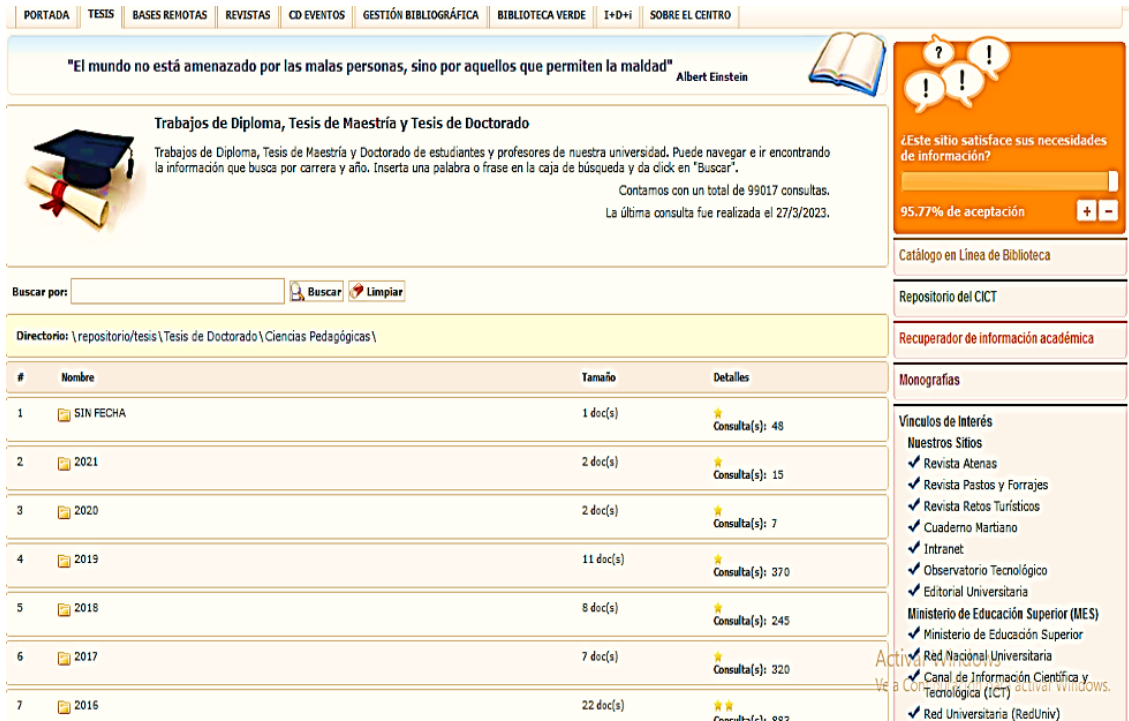 PORTADA TESIS BASES REMOTAS REVISTAS CD EVENTOS GESTIÓN BIBLIOGRÁFICA BIBLIOTECA VERDE I+D+i SOBRE EL CENTRO
"El mundo no está amenazado por las malas personas, sino por aquellos que permiten la maldad" Albert Einstein
Trabajos de Diploma, Tesis de Maestría y Tesis de Doctorado
Trabajos de Diploma, Tesis de Maestría y Doctorado de estudiantes y profesores de nuestra universidad. Puede navegar e ir encontrando
la información que busca por carrera y año. Inserta una palabra o frase en la caja de búsqueda y da click en "Buscar".
Contamos con un total de 99017 consultas.
La última consulta fue realizada el 27/3/2023.
Buscar por: Buscar Limpiar
Directorio: \repositorio/tesis\Tesis de Doctorado\Ciencias Pedagógicas\
# Nombre Tamaño Detalles
1 SIN FECHA 1 doc(s)
Consulta(s): 48
2 2021 2 doc(s)
Consulta(s): 15
3 2020 2 doc(s)
Consulta(s): 7
4 2019 11 doc(s)
Consulta(s): 370
5 2018 8 doc(s)
Consulta(s): 245
6 2017 7 doc(s)
Consulta(s): 320
7 2016 22 doc(s)
Consulta(s): 883
? !
! !
¿Este sitio satisface sus necesidades
de información?
95.77% de aceptación + -
Catálogo en Línea de Biblioteca
Repositorio del CICT
Recuperador de información académica
Monografias
Vinculos de Interés
Nuestros Sitios
Revista Atenas
Revista Pastos y Forrajes
Revista Retos Turísticos
Cuaderno Martiano
Intranet
Observatorio Tecnológico
Editorial Universitaria
Ministerio de Educación Superior (MES)
Ministerio de Educación Superior
Red Nacional Universitaria
Canal de Información Científica y
Tecnológica (ICT)
Red Universitaria (RedUniv)
Activar Windows